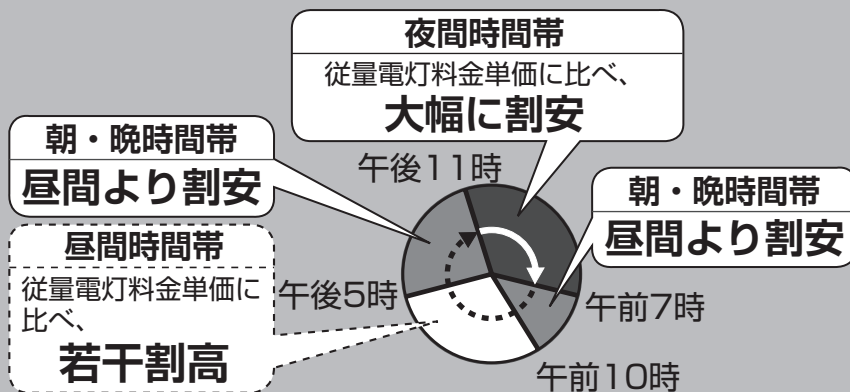 夜間時間帯
従量電灯料金単価に比べ、
大幅に割安
朝・晩時間帯
昼間より割安
午後11時
朝・晩時間帯
昼間より割安
昼間時間帯
従量電灯料金単価に
比べ、
若干割高
午後5時
午前7時
午前10時